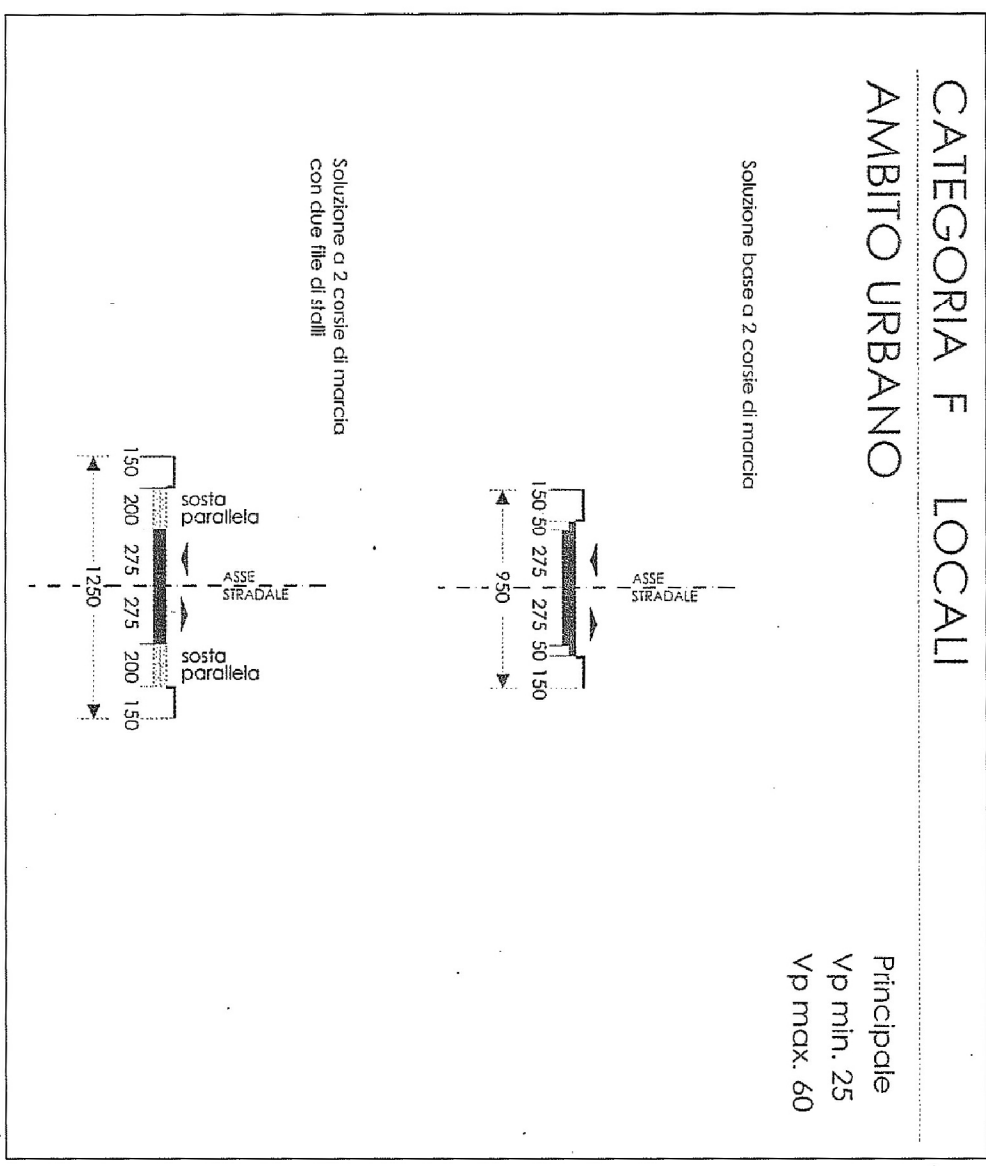 CATEGORIA F LOCALI
AMBITO URBANO
Principale
Vp min. 25
Vp max. 60
Soluzione base a 2 corsie di marcia
ASSE
STRADALE
150 50 275 275 50 150
950
Soluzione a 2 corsie di marcia
con due file di stalli
ASSE
STRADALE
sosta
parallela
sosta
parallela
150 200 275 275 200 150
1250